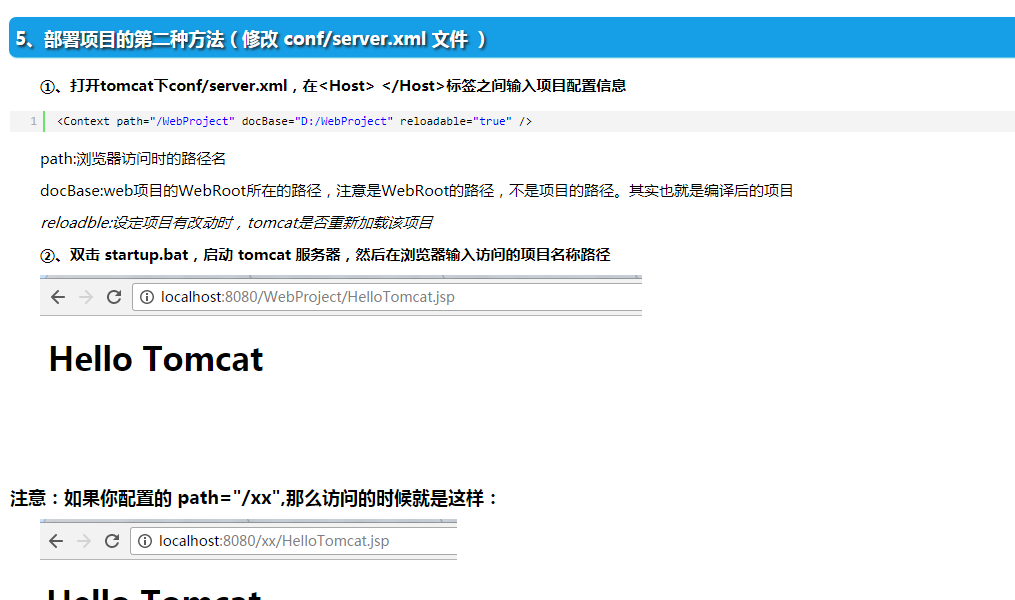 5、部署项目的第二种方法（修改 conf/server.xml 文件 ）
①、打开tomcat下conf/server.xml，在<Host> </Host>标签之间输入项目配置信息
1 <Context path="/WebProject" docBase="D:/WebProject" reloadable="true" />
path:浏览器访问时的路径名
docBase:web项目的WebRoot所在的路径，注意是WebRoot的路径，不是项目的路径。其实也就是编译后的项目
reloadble:设定项目有改动时，tomcat是否重新加载该项目
②、双击 startup.bat，启动 tomcat 服务器，然后在浏览器输入访问的项目名称路径
localhost:8080/WebProject/HelloTomcat.jsp
Hello Tomcat
注意：如果你配置的 path="/xx",那么访问的时候就是这样：
localhost:8080/xx/HelloTomcat.jsp
Hello Tomcat